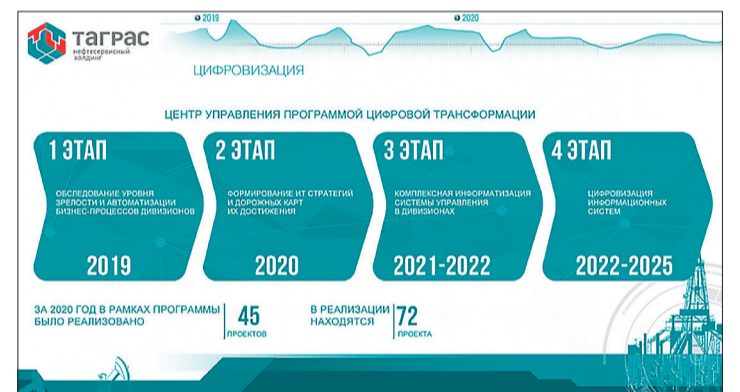 2019
2020
ТАГРАС
нефтесервисный
холдинг
ЦИФРОВИЗАЦИЯ
ЦЕНТР УПРАВЛЕНИЯ ПРОГРАММОЙ ЦИФРОВОЙ ТРАНСФОРМАЦИИ
1 ЭТАП
ОБСЛЕДОВАНИЕ УРОВНЯ
ЗРЕЛОСТИ И АВТОМАТИЗАЦИИ
БИЗНЕС-ПРОЦЕССОВ ДИВИЗИОНОВ
2019
2 ЭТАП
ФОРМИРОВАНИЕ ИТ СТРАТЕГИЙ
И ДОРОЖНЫХ КАРТ
ИХ ДОСТИЖЕНИЯ
2020
3 ЭТАП
КОМПЛЕКСНАЯ ИНФОРМАТИЗАЦИЯ
СИСТЕМЫ УПРАВЛЕНИЯ
В ДИВИЗИОНАХ
2021-2022
4 ЭТАП
ЦИФРОВИЗАЦИЯ
ИНФОРМАЦИОННЫХ
СИСТЕМ
2022-2025
ЗА 2020 ГОД В РАМКАХ ПРОГРАММЫ
БЫЛО РЕАЛИЗОВАНО
45
ПРОЕКТОВ
В РЕАЛИЗАЦИИ
НАХОДЯТСЯ
72
ПРОЕКТА